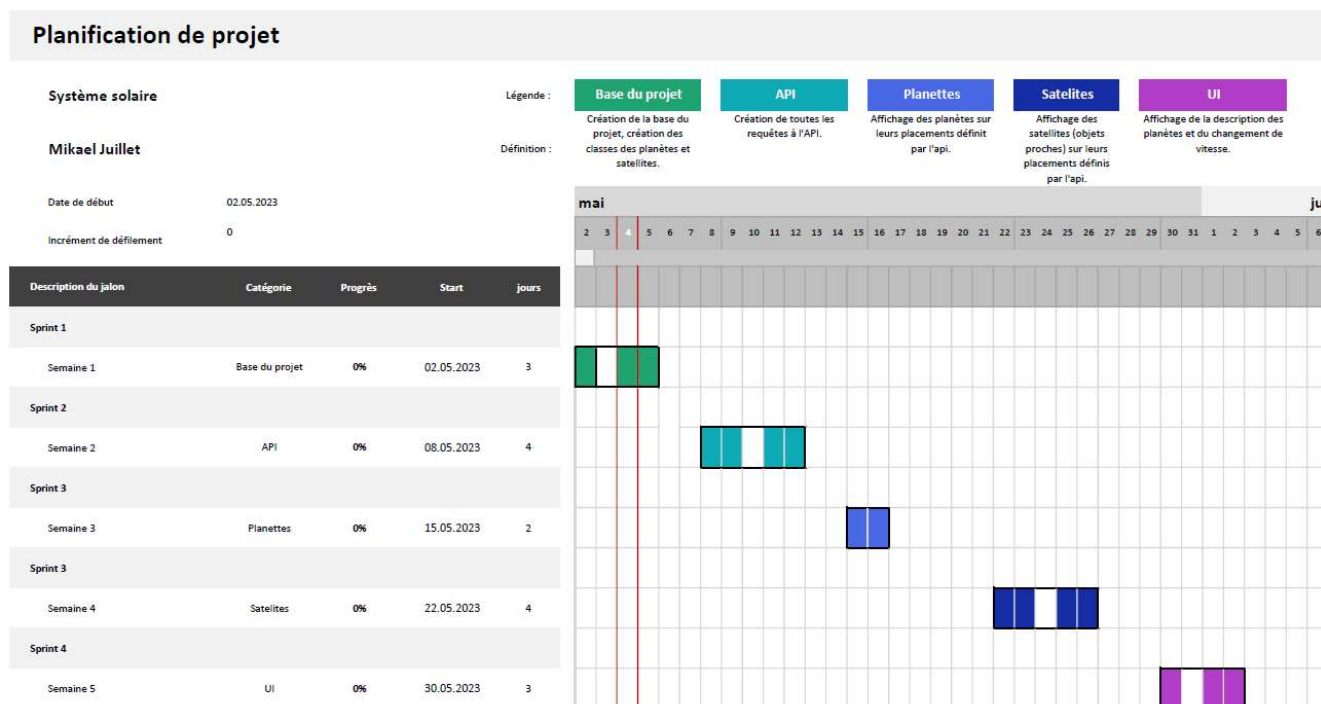 Planification de projet
Système solaire
Légende :
Base du projet
API
Planettes
Satelites
UI
Mikael Juillet
Définition :
Création de la base du
projet, création des
classes des planètes et
satellites.
Création de toutes les
requêtes à l'API.
Affichage des planètes sur
leurs placements définit
par l'api.
Affichage des
satellites (objets
proches) sur leurs
placements définis
par l'api.
Affichage de la description des
planètes et du changement de
vitesse.
Date de début 02.05.2023
Incrément de défilement 0
mai ju
2 3 4 5 6 7 8 9 10 11 12 13 14 15 16 17 18 19 20 21 22 23 24 25 26 27 28 29 30 31 1 2 3 4 5 6
Description du jalon Catégorie Progrès Start jours
Sprint 1
Semaine 1 Base du projet 0% 02.05.2023 3
Sprint 2
Semaine 2 API 0% 08.05.2023 4
Sprint 3
Semaine 3 Planettes 0% 15.05.2023 2
Sprint 3
Semaine 4 Satelites 0% 22.05.2023 4
Sprint 4
Semaine 5 UI 0% 30.05.2023 3